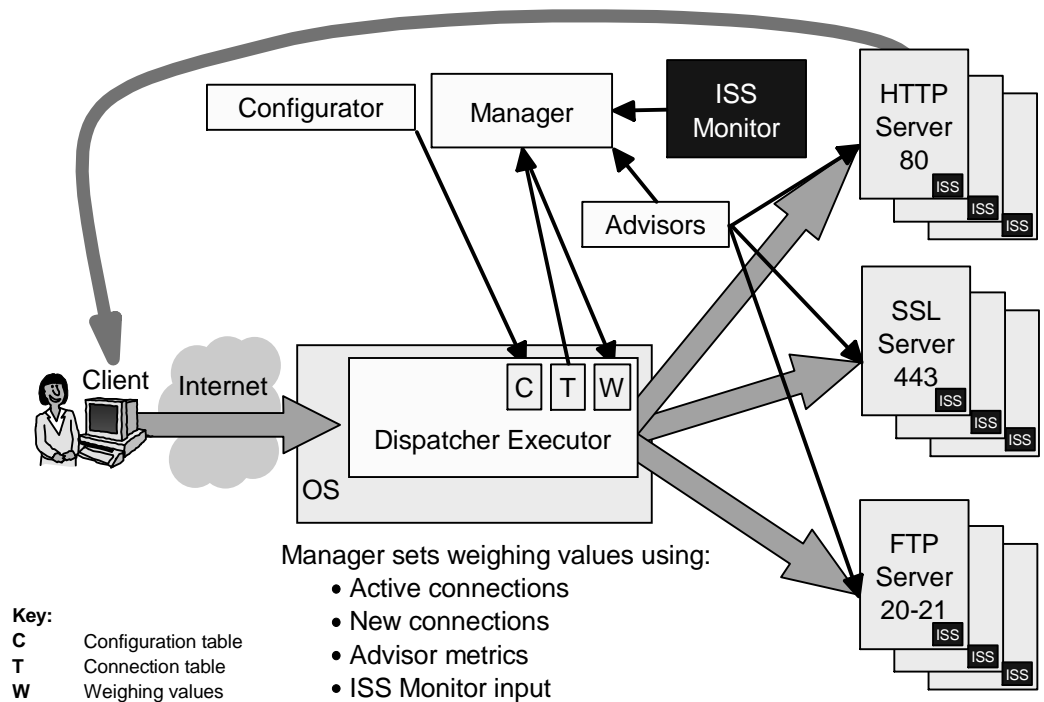 Configurator
Manager
ISS
Monitor
HTTP
Server
80
ISS
ISS
ISS
Advisors
SSL
Server
443
ISS
ISS
ISS
Client
Internet
C
T
W
Dispatcher Executor
OS
FTP
Server
20-21
ISS
ISS
ISS
Manager sets weighing values using:
• Active connections
• New connections
• Advisor metrics
• ISS Monitor input
Key:
C Configuration table
T Connection table
W Weighing values